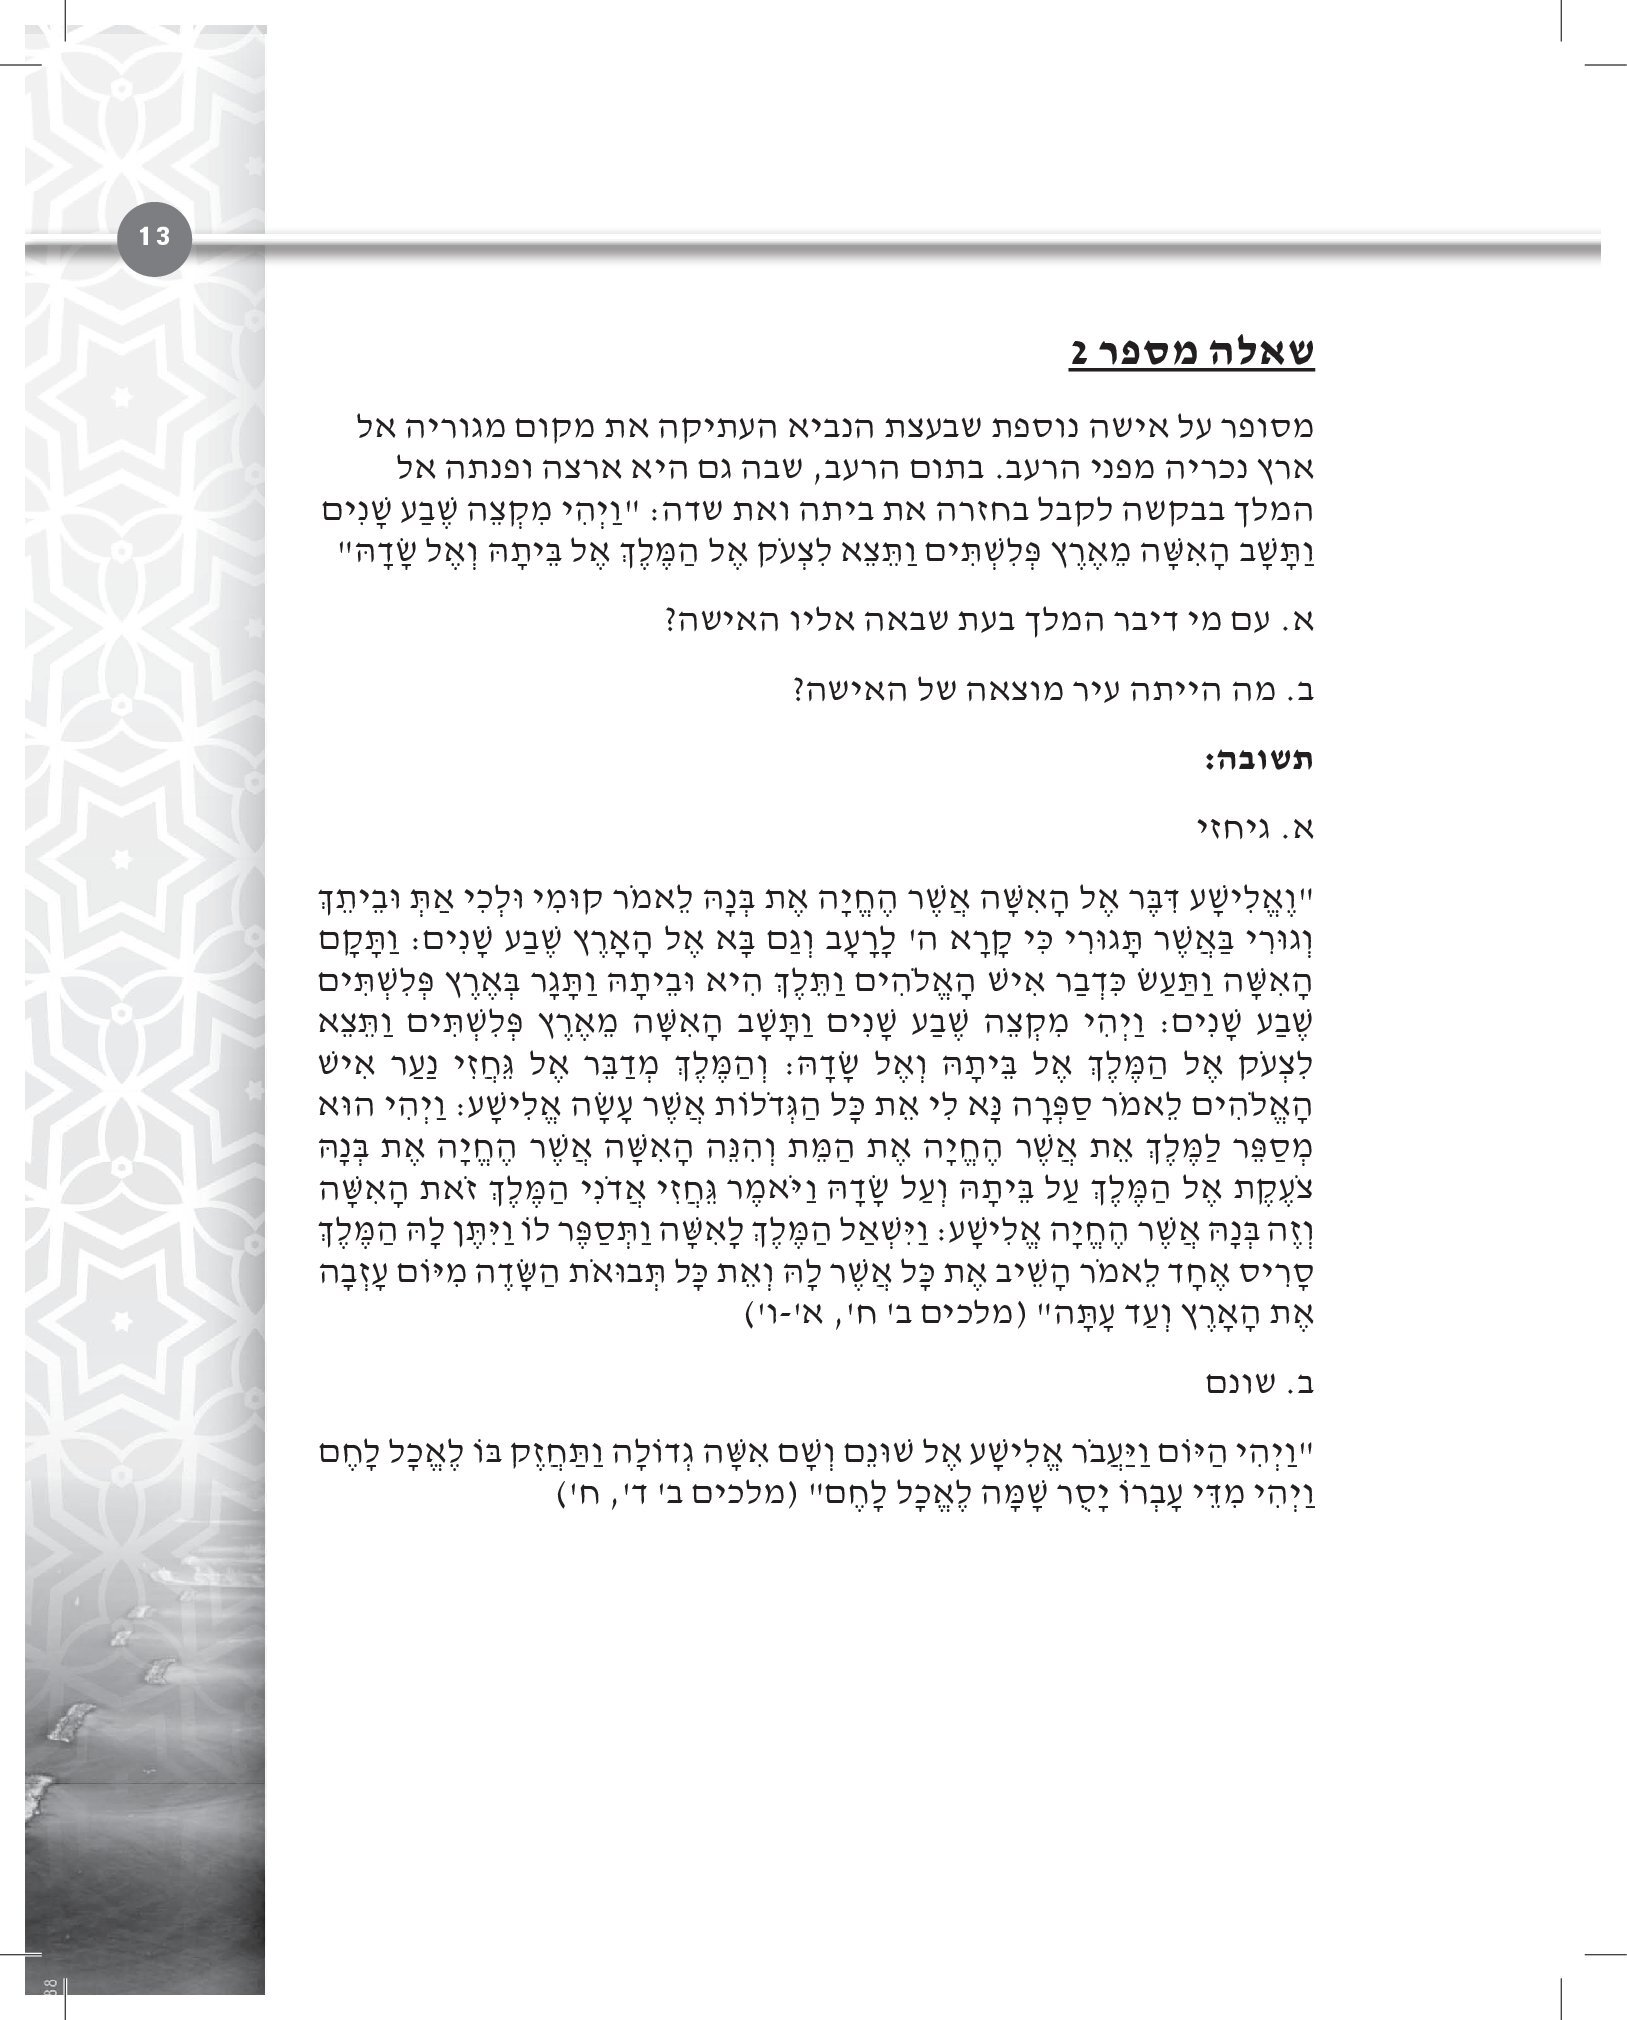 13
שאלה מספר 2
מסופר על אישה נוספת שבעצת הנביא העתיקה את מקום מגוריה אל
ארץ נכריה מפני הרעב. בתום הרעב, שבה גם היא ארצה ופנתה אל
המלך בבקשה לקבל בחזרה את ביתה ואת שדה: "וַיְהִי מִקְצֵה שֶׁבַע שָׁנִים
וַתָּשָׁב הָאִשָּׁה מֵאֶרֶץ פְּלִשְׁתִּים וַתֵּצֵא לִצְעֹק אֶל הַמֶּלֶךְ אֶל בֵּיתָהּ וְאֶל שָׂדָהּ"
א. עם מי דיבר המלך בעת שבאה אליו האישה?
ב. מה הייתה עיר מוצאה של האישה?
תשובה:
א. גיחזי
"וֶאֱלִישָׁע דִּבֶּר אֶל הָאִשָּׁה אֲשֶׁר הֶחֱיָה אֶת בְּנָהּ לֵאמֹר קוּמִי וּלְכִי אַתְּ וּבֵיתֵךְ
וְגוּרִי בַּאֲשֶׁר תָּגוּרִי כִּי קָרָא ה' לָרָעָב וְגַם בָּא אֶל הָאָרֶץ שֶׁבַע שָׁנִים: וַתָּקָם
הָאִשָּׁה וַתַּעַשׂ כִּדְבַר אִישׁ הָאֱלֹהִים וַתֵּלֶךְ הִיא וּבֵיתָהּ וַתָּגָר בְּאֶרֶץ פְּלִשְׁתִּים
שֶׁבַע שָׁנִים: וַיְהִי מִקְצֵה שֶׁבַע שָׁנִים וַתָּשָׁב הָאִשָּׁה מֵאֶרֶץ פְּלִשְׁתִּים וַתֵּצֵא
לִצְעֹק אֶל הַמֶּלֶךְ אֶל בֵּיתָהּ וְאֶל שָׂדָהּ: וְהַמֶּלֶךְ מְדַבֵּר אֶל גֵּחֲזִי נַעַר אִישׁ
הָאֱלֹהִים לֵאמֹר סַפְּרָה נָּא לִי אֵת כָּל הַגְּדֹלוֹת אֲשֶׁר עָשָׂה אֱלִישָׁע: וַיְהִי הוּא
מְסַפֵּר לַמֶּלֶךְ אֵת אֲשֶׁר הֶחֱיָה אֶת הַמֵּת וְהִנֵּה הָאִשָּׁה אֲשֶׁר הֶחֱיָה אֶת בְּנָהּ
צֹעֶקֶת אֶל הַמֶּלֶךְ עַל בֵּיתָהּ וְעַל שָׂדָהּ וַיֹּאמֶר גֵּחֲזִי אֲדֹנִי הַמֶּלֶךְ זֹאת הָאִשָּׁה
וְזֶה בְּנָהּ אֲשֶׁר הֶחֱיָה אֱלִישָׁע: וַיִּשְׁאַל הַמֶּלֶךְ לָאִשָּׁה וַתְּסַפֶּר לוֹ וַיִּתֶּן לָהּ הַמֶּלֶךְ
סָרִיס אֶחָד לֵאמֹר הָשֵׁיב אֶת כָּל אֲשֶׁר לָהּ וְאֵת כָּל תְּבוּאֹת הַשָּׂדֶה מִיּוֹם עָזְבָה
אֶת הָאָרֶץ וְעַד עָתָּה" (מלכים ב' ח', א'-ו')
ב. שונם
"וַיְהִי הַיּוֹם וַיַּעֲבֹר אֱלִישָׁע אֶל שׁוּנֵם וְשָׁם אִשָּׁה גְדוֹלָה וַתַּחֲזֶק בּוֹ לֶאֱכָל לָחֶם
וַיְהִי מִדֵּי עָבְרוֹ יָסֻר שָׁמָּה לֶאֱכָל לָחֶם" (מלכים ב' ד', ח')